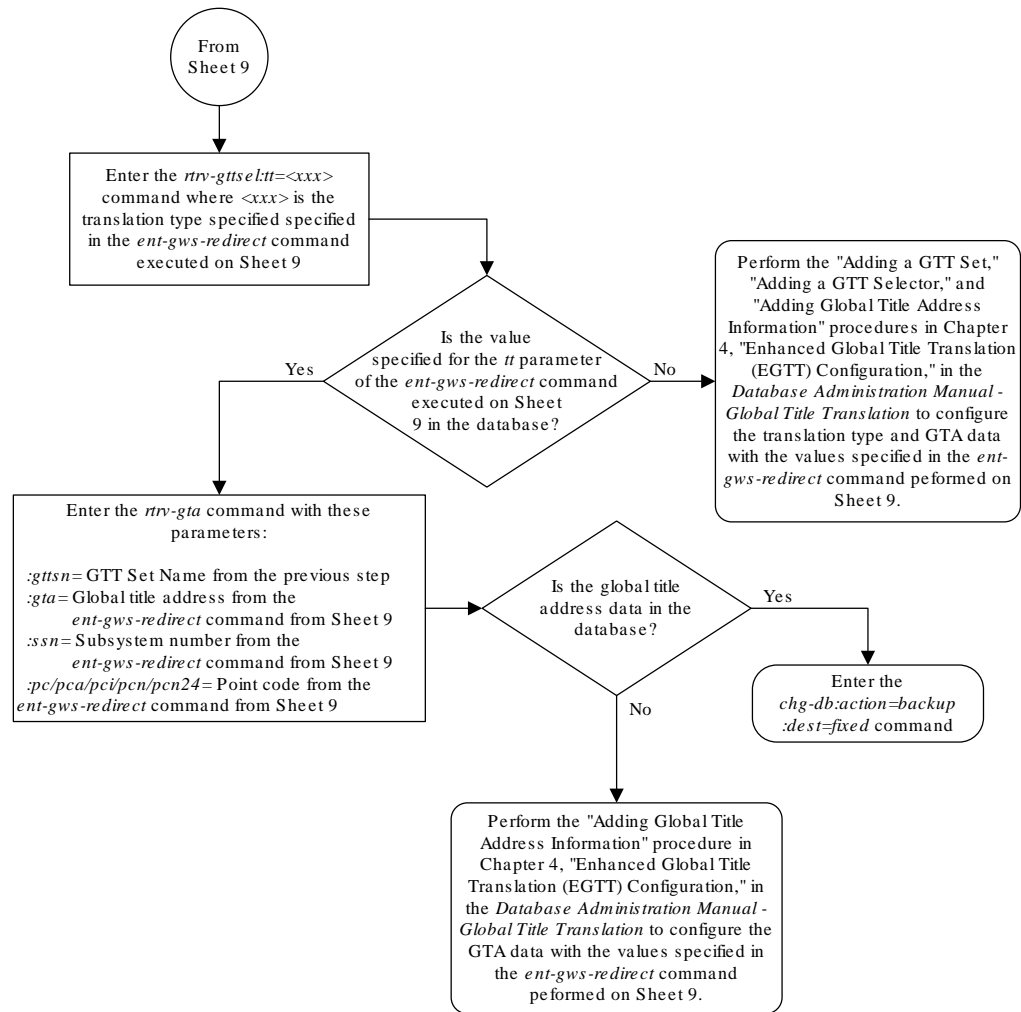 From
Sheet 9
Enter the rtrv-gttsel:tt=<xxx>
command where <xxx> is the
translation type specified specified
in the ent-gws-redirect command
executed on Sheet 9
Is the value
specified for the tt parameter
of the ent-gws-redirect command
executed on Sheet
9 in the database?
Yes
No
Perform the "Adding a GTT Set,"
"Adding a GTT Selector," and
"Adding Global Title Address
Information" procedures in Chapter
4, "Enhanced Global Title Translation
(EGTT) Configuration," in the
Database Administration Manual -
Global Title Translation to configure
the translation type and GTA data
with the values specified in the ent-
gws-redirect command peformed on
Sheet 9.
Enter the rtrv-gta command with these
parameters:
:gttsn= GTT Set Name from the previous step
:gta= Global title address from the
ent-gws-redirect command from Sheet 9
:ssn= Subsystem number from the
ent-gws-redirect command from Sheet 9
:pc/pca/pci/pcn/pcn24= Point code from the
ent-gws-redirect command from Sheet 9
Is the global title
address data in the
database?
Yes
No
Enter the
chg-db:action=backup
:dest=fixed command
Perform the "Adding Global Title
Address Information" procedure in
Chapter 4, "Enhanced Global Title
Translation (EGTT) Configuration," in
the Database Administration Manual -
Global Title Translation to configure the
GTA data with the values specified in
the ent-gws-redirect command
peformed on Sheet 9.